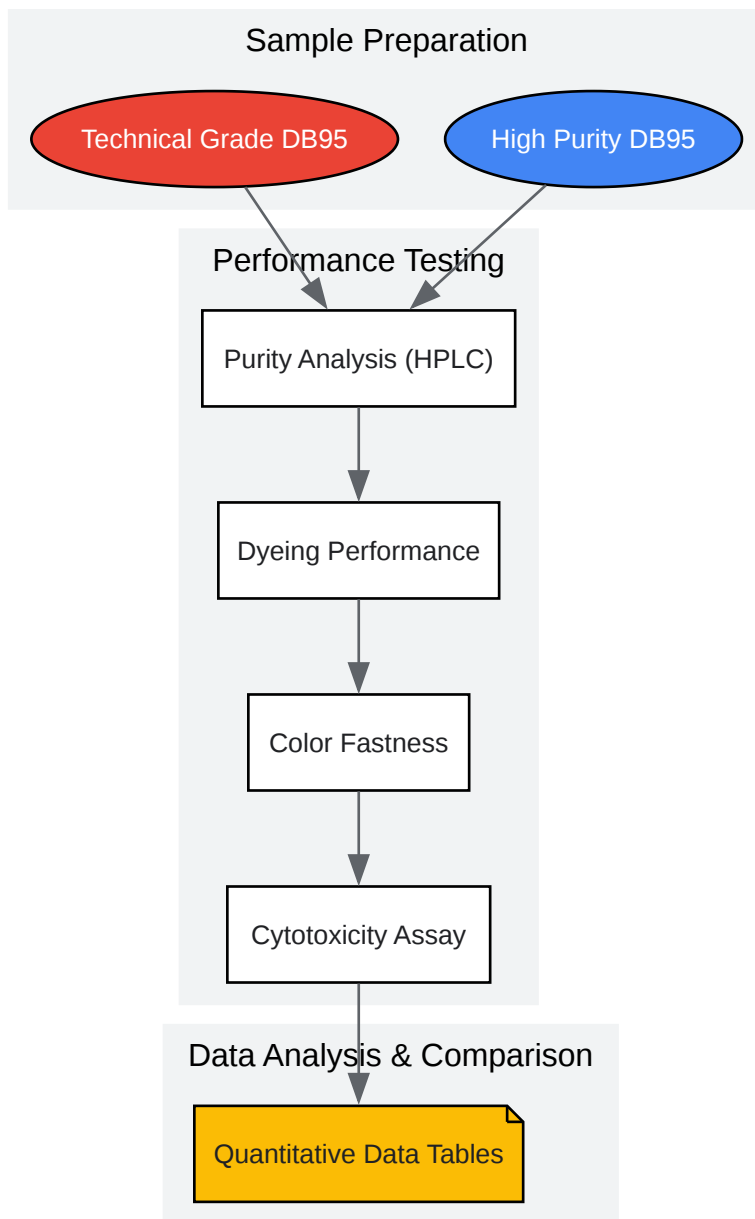 Sample Preparation
Technical Grade DB95
High Purity DB95
Performance Testing
Purity Analysis (HPLC)
Dyeing Performance
Color Fastness
Cytotoxicity Assay
Data Analysis & Comparison
Quantitative Data Tables